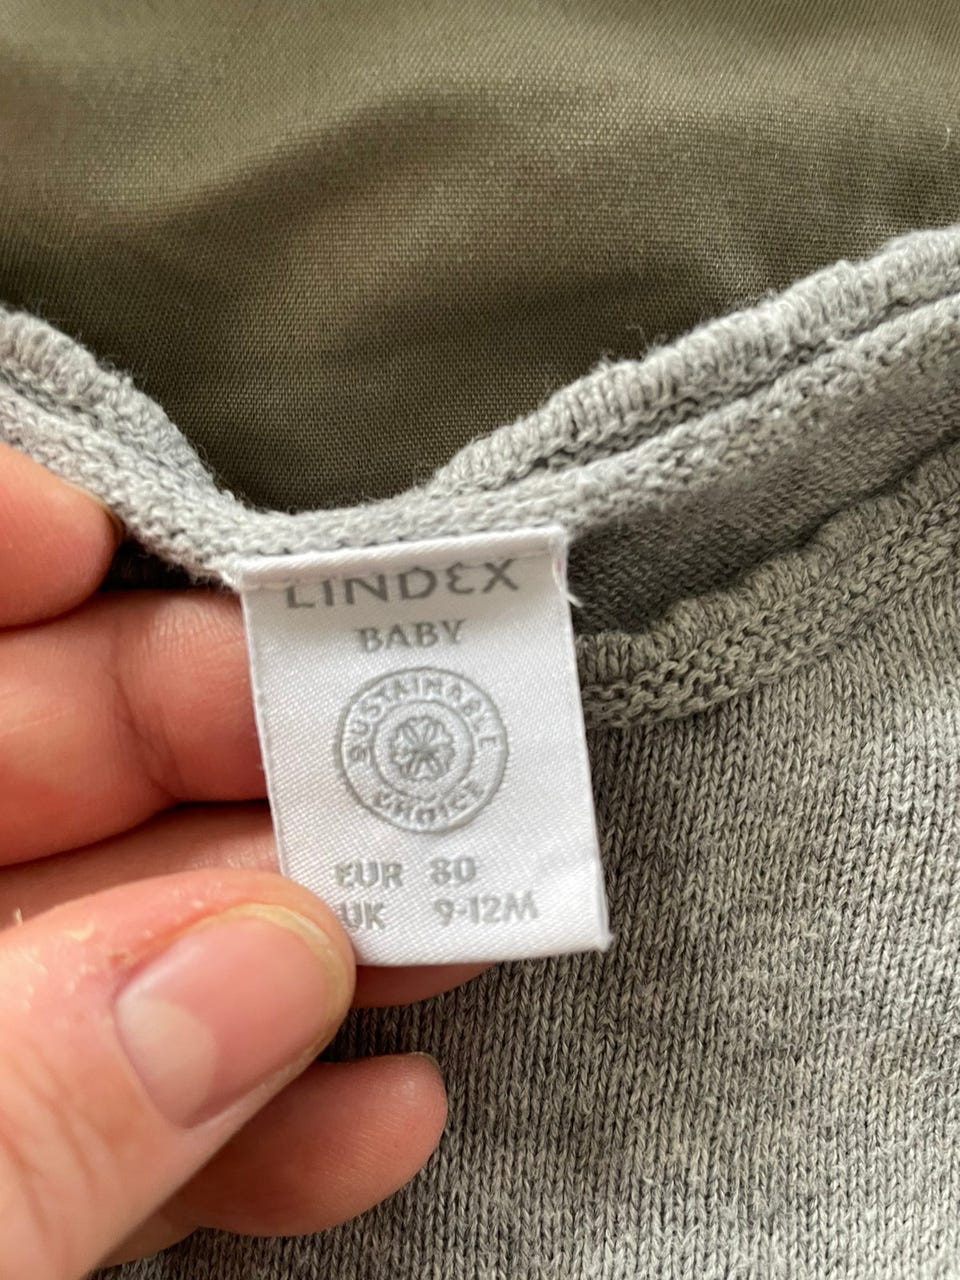 LINDEX
BABY
SUSTAINABLE
CHOICE
EUR 80
UK 9-12M